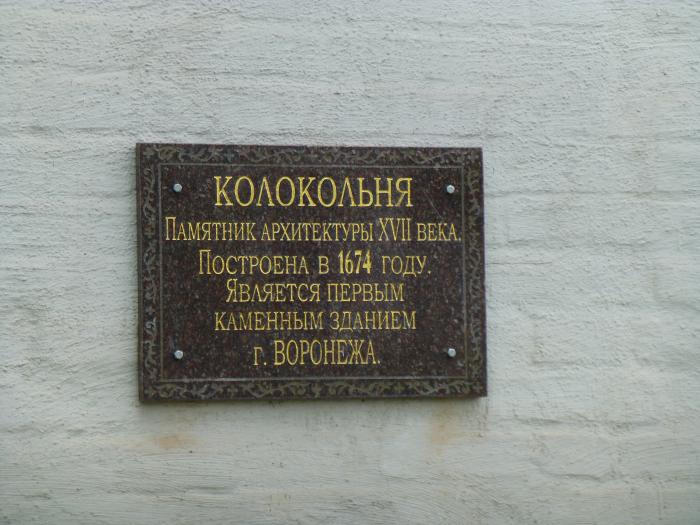 КОЛОКОЛЬНЯ
ПАМЯТНИК АРХИТЕКТУРЫ XVII ВЕКА.
ПОСТРОЕНА В 1674 ГОДУ.
ЯВЛЯЕТСЯ ПЕРВЫМ
КАМЕННЫМ ЗДАНИЕМ
г. ВОРОНЕЖА.